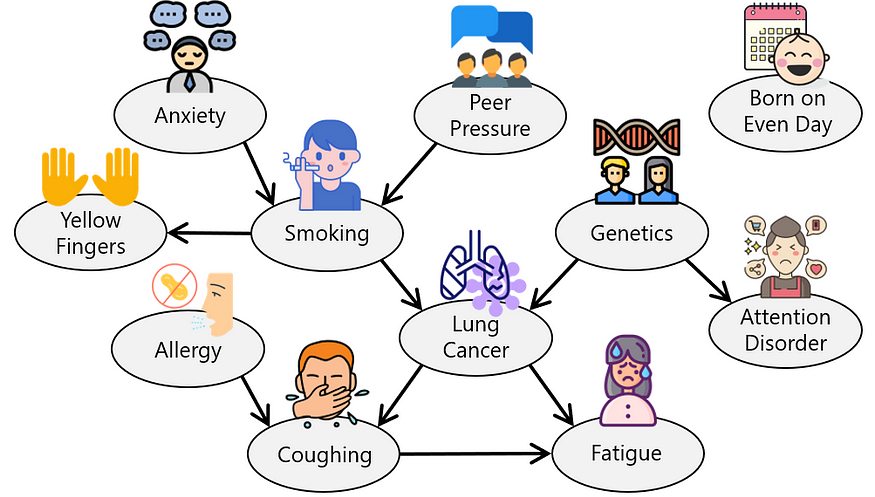 Anxiety
Peer
Pressure
Born on
Even Day
Yellow
Fingers
Smoking
Genetics
Allergy
Lung
Cancer
Attention
Disorder
Coughing
Fatigue